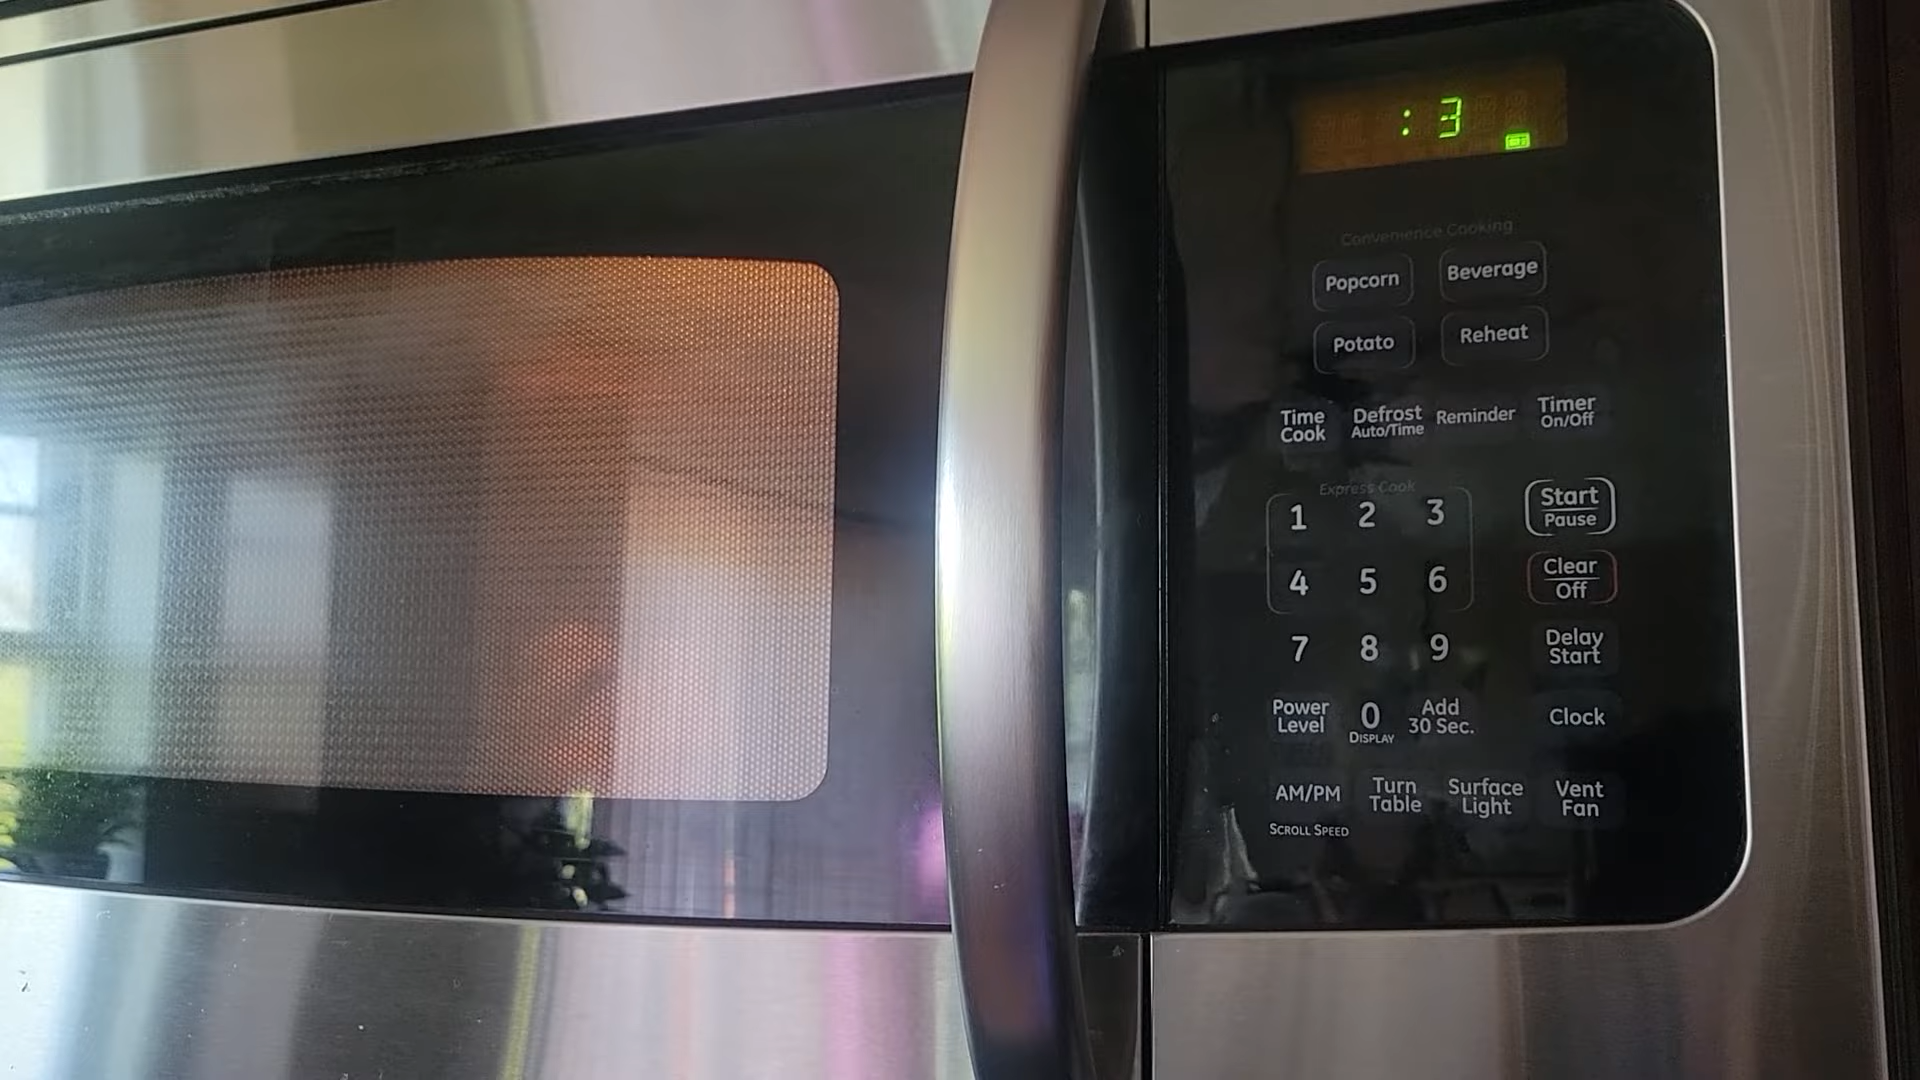 : 3
Convenience Cooking
Popcorn
Beverage
Potato
Reheat
Time
Cook
Defrost
Auto/Time
Reminder
Timer
On/Off
Express Cook
1 2 3
Start
Pause
4 5 6
Clear
Off
7 8 9
Delay
Start
Power
Level
0
DISPLAY
Add
30 Sec.
Clock
AM/PM
SCROLL SPEED
Turn
Table
Surface
Light
Vent
Fan